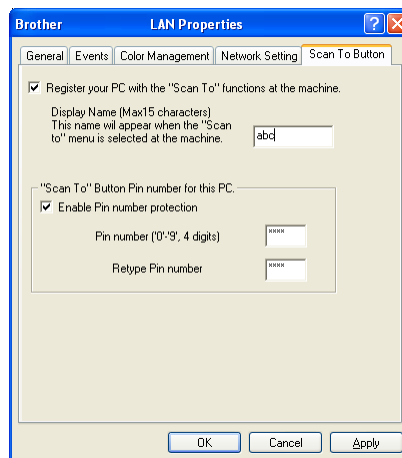 Brother LAN Properties
General Events Color Management Network Setting Scan To Button
Register your PC with the "Scan To" functions at the machine.
Display Name (Max15 characters)
This name wil appear when the "Scan
to" menu is selected at the machine.
abc
"Scan To" Button Pin number for this PC.
Enable Pin number protection
Pin number ('0'-'9', 4 digits)
****
Retype Pin number
****
OK Cancel Apply